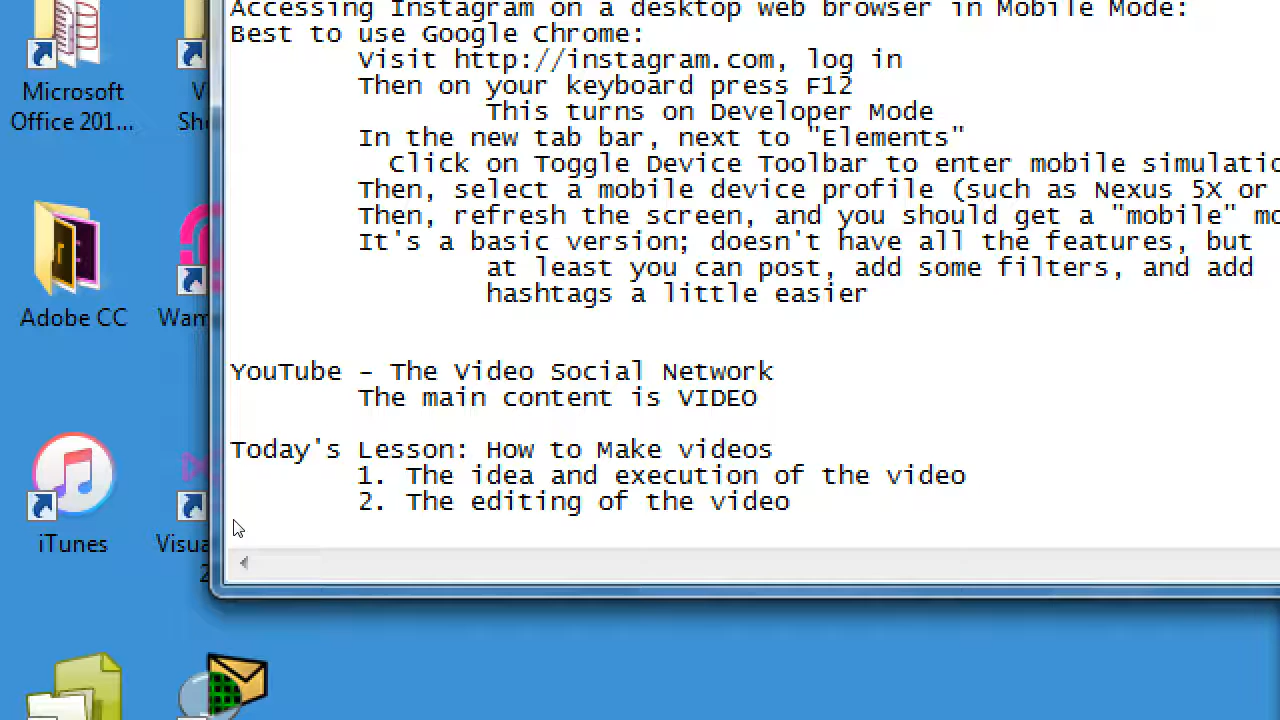 Accessing Instagram on a desktop web browser in Mobile Mode:
Best to use Google Chrome:
Visit http://instagram.com, log in
Then on your keyboard press F12
This turns on Developer Mode
In the new tab bar, next to "Elements"
Click on Toggle Device Toolbar to enter mobile simulatio
Then, select a mobile device profile (such as Nexus 5X or
Then, refresh the screen, and you should get a "mobile" mo
It's a basic version; doesn't have all the features, but
at least you can post, add some filters, and add
hashtags a little easier
YouTube - The Video Social Network
The main content is VIDEO
Today's Lesson: How to Make videos
1. The idea and execution of the video
2. The editing of the video
Microsoft
Office 201...
Adobe CC
iTunes